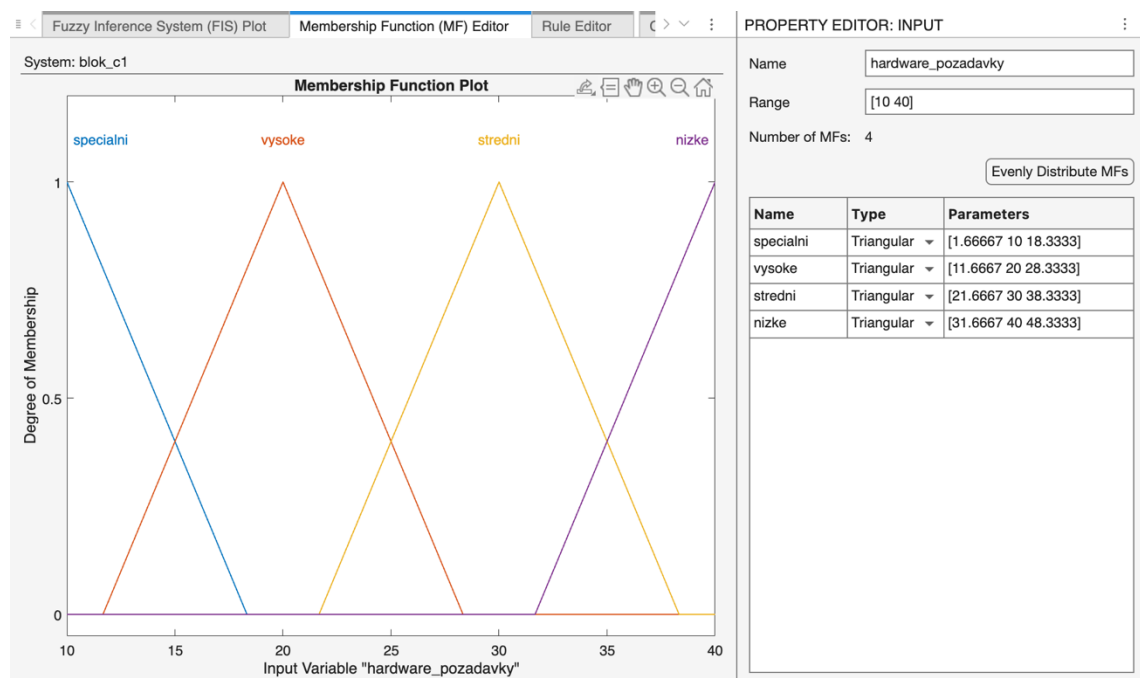 Fuzzy Inference System (FIS) Plot
Membership Function (MF) Editor
Rule Editor
System: blok_c1
Membership Function Plot
specialni
vysoke
stredni
nizke
1
0.5
0
Degree of Membership
10 15 20 25 30 35 40
Input Variable "hardware_pozadavky"
PROPERTY EDITOR: INPUT
Name hardware_pozadavky
Range [10 40]
Number of MFs: 4
Evenly Distribute MFs
Name Type Parameters
specialni Triangular [1.66667 10 18.3333]
vysoke Triangular [11.6667 20 28.3333]
stredni Triangular [21.6667 30 38.3333]
nizke Triangular [31.6667 40 48.3333]